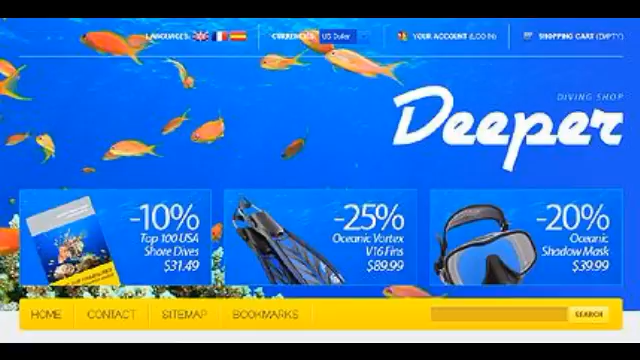 LANGUAGES:
CURRENCIES: US Dollar
YOUR ACCOUNT (LOG IN)
SHOPPING CART (EMPTY)
DIVING SHOP
Deeper
-10%
Top 100 USA
Shore Dives
$31.49
-25%
Oceanic Vortex
V16 Fins
$89.99
-20%
Oceanic
Shadow Mask
$39.99
HOME
CONTACT
SITEMAP
BOOKMARKS
SEARCH